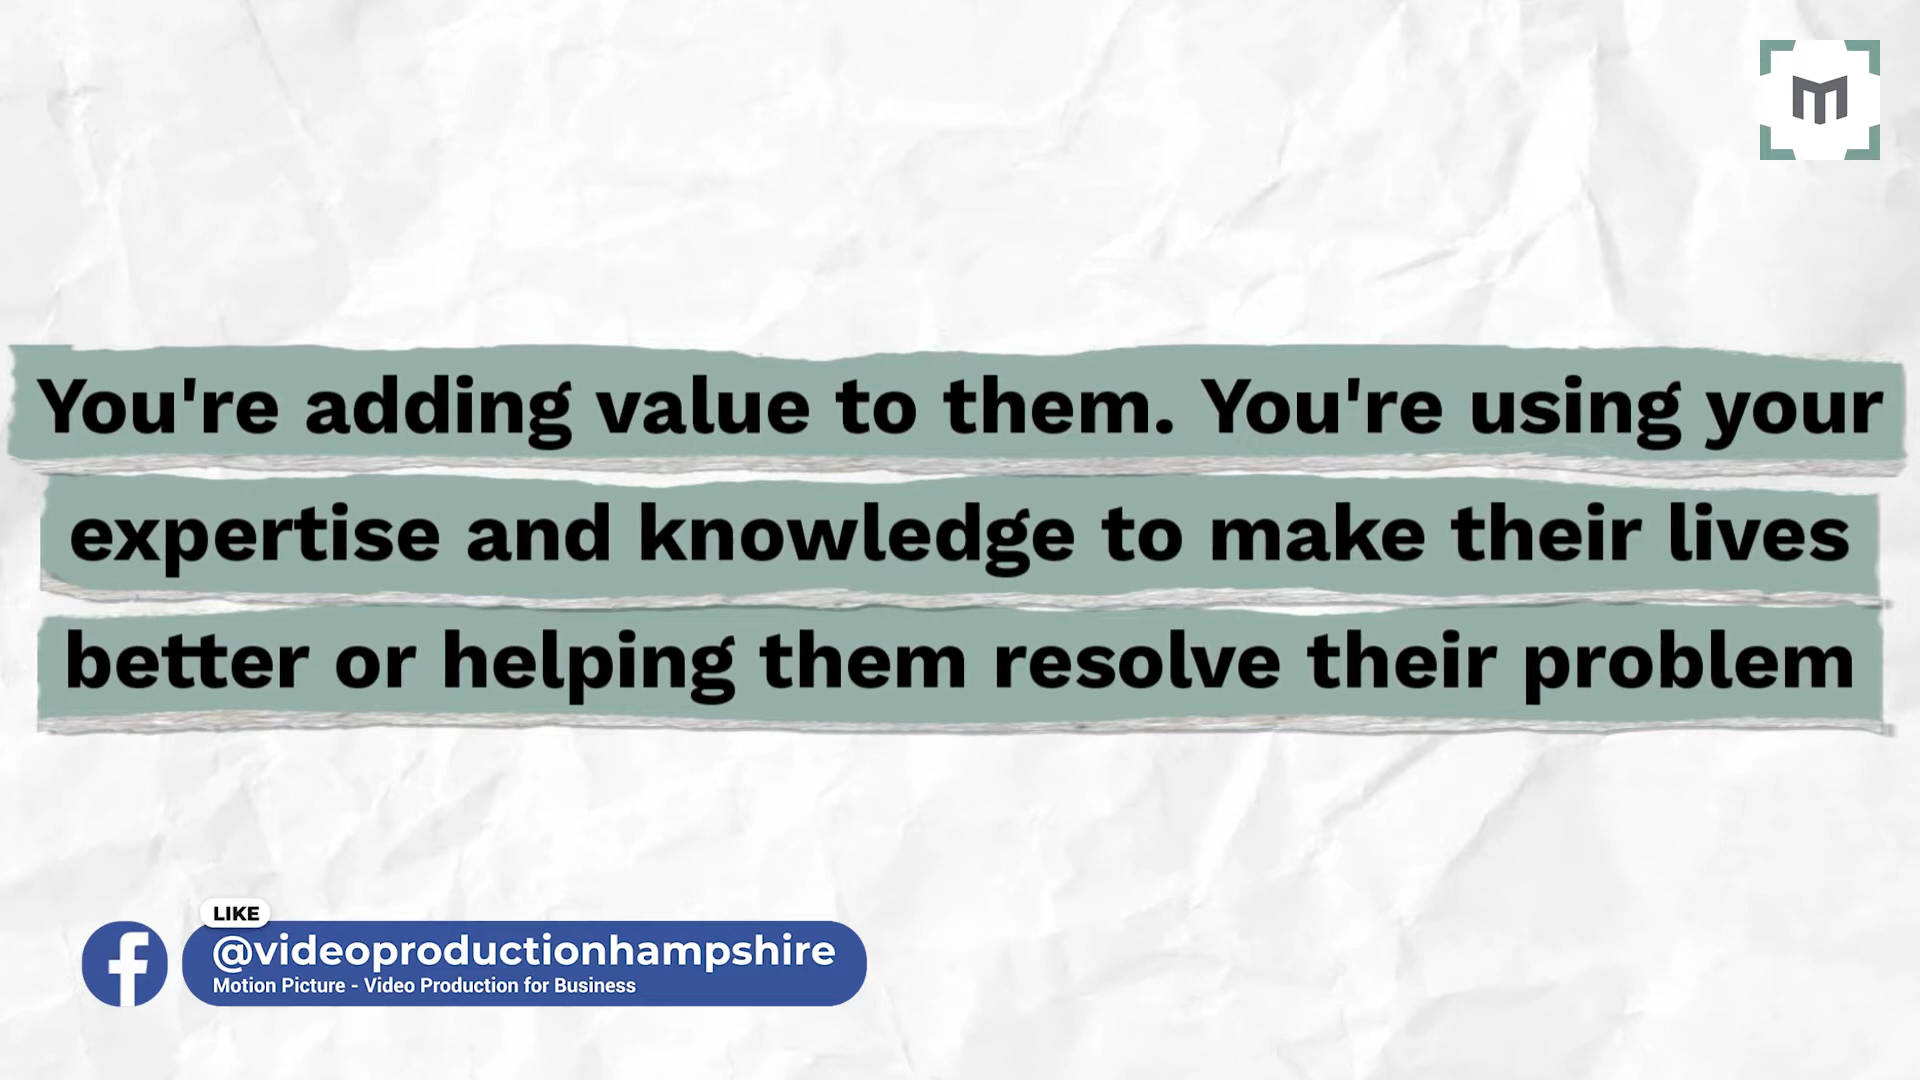 m
You're adding value to them. You're using your
expertise and knowledge to make their lives
better or helping them resolve their problem
LIKE
@videoproductionhampshire
Motion Picture - Video Production for Business